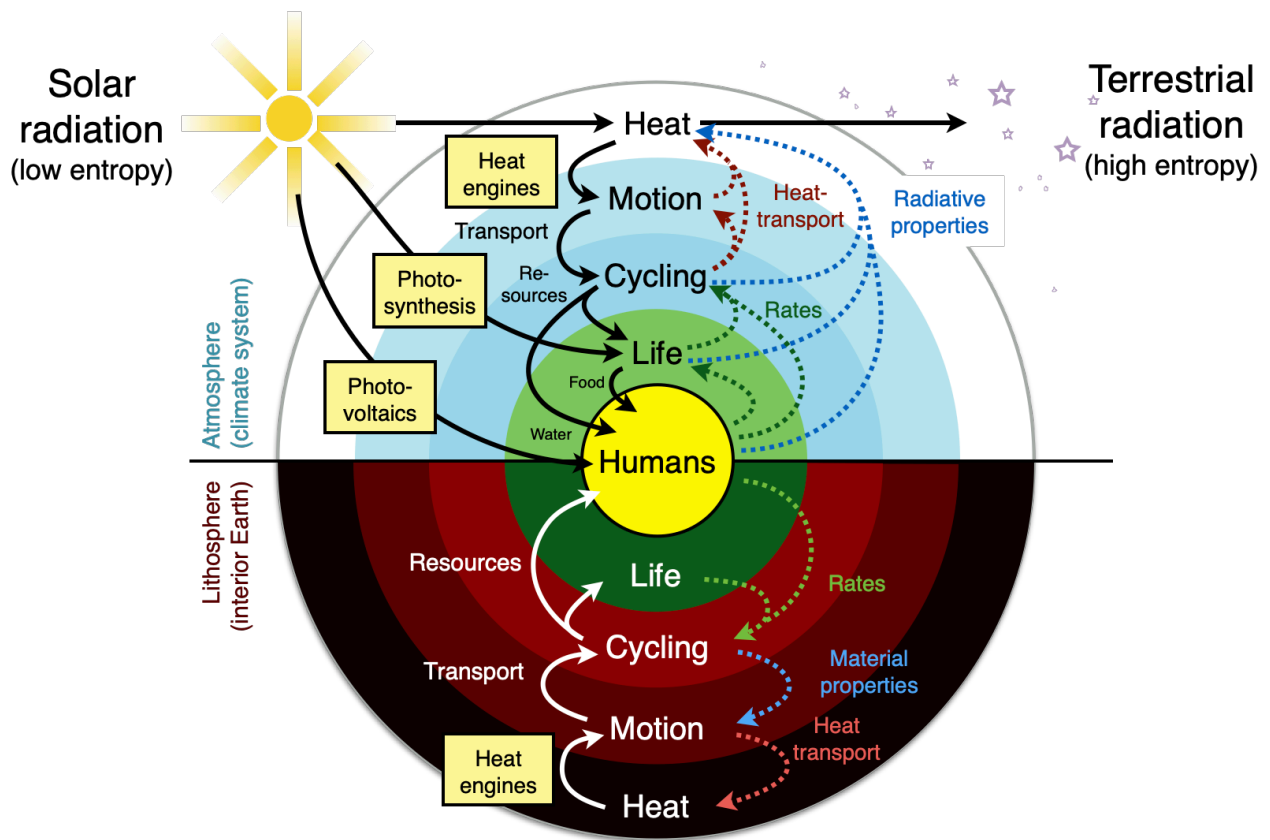 Solar
radiation
(low entropy)
Terrestrial
radiation
(high entropy)
Heat
Heat
engines
Motion
Heat-
transport
Radiative
properties
Transport
Photo-
synthesis
Re-
sources
Cycling
Rates
Life
Photo-
voltaics
Food
Water
Humans
Atmosphere
(climate system)
Lithosphere
(interior Earth)
Resources
Life
Rates
Cycling
Transport
Material
properties
Motion
Heat
transport
Heat
engines
Heat